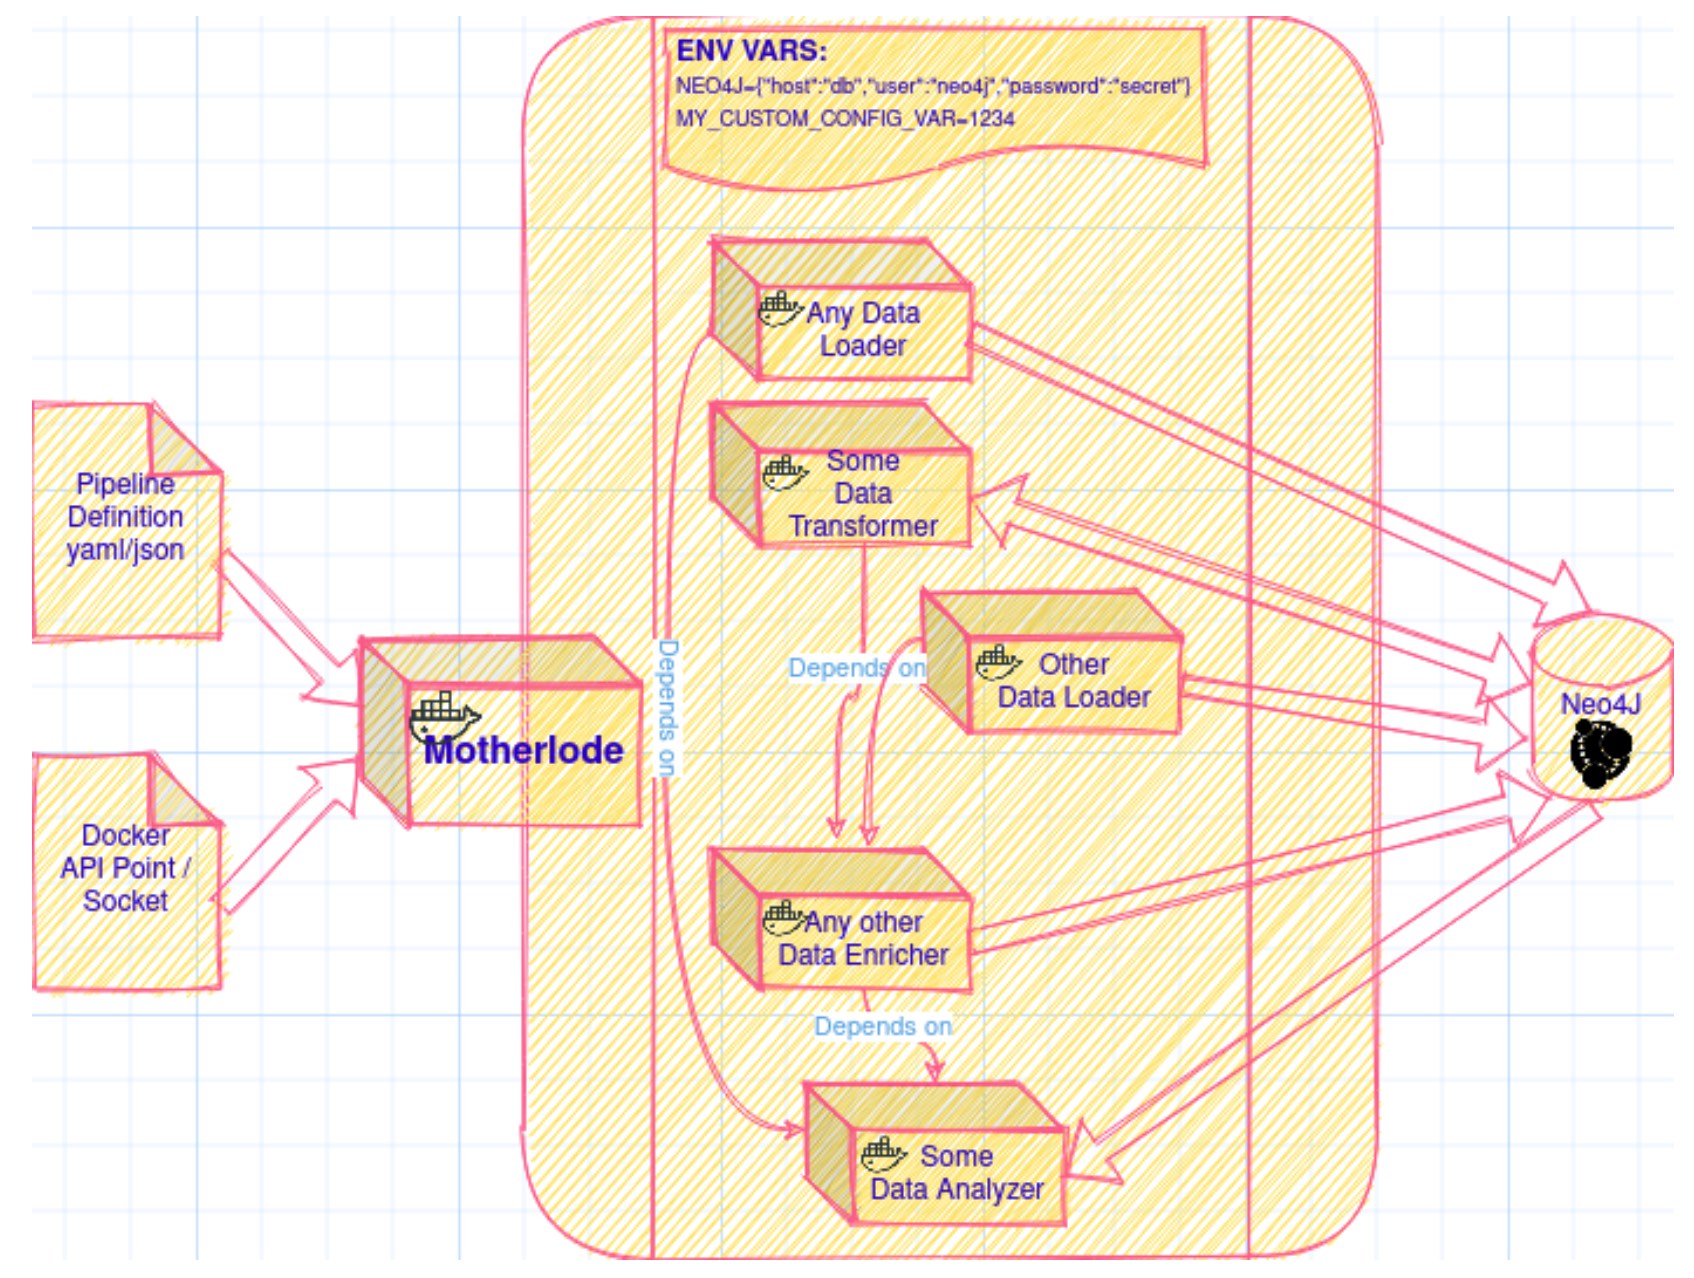 ENV VARS:
NEO4J={"host":"db","user":"neo4j","password":"secret"}
MY_CUSTOM_CONFIG_VAR=1234
Any Data
Loader
Some
Data
Transformer
Pipeline
Definition
yaml/json
Depends on
Depends on
Other
Data Loader
Neo4J
Motherlode
Docker
API Point /
Socket
Any other
Data Enricher
Depends on
Some
Data Analyzer